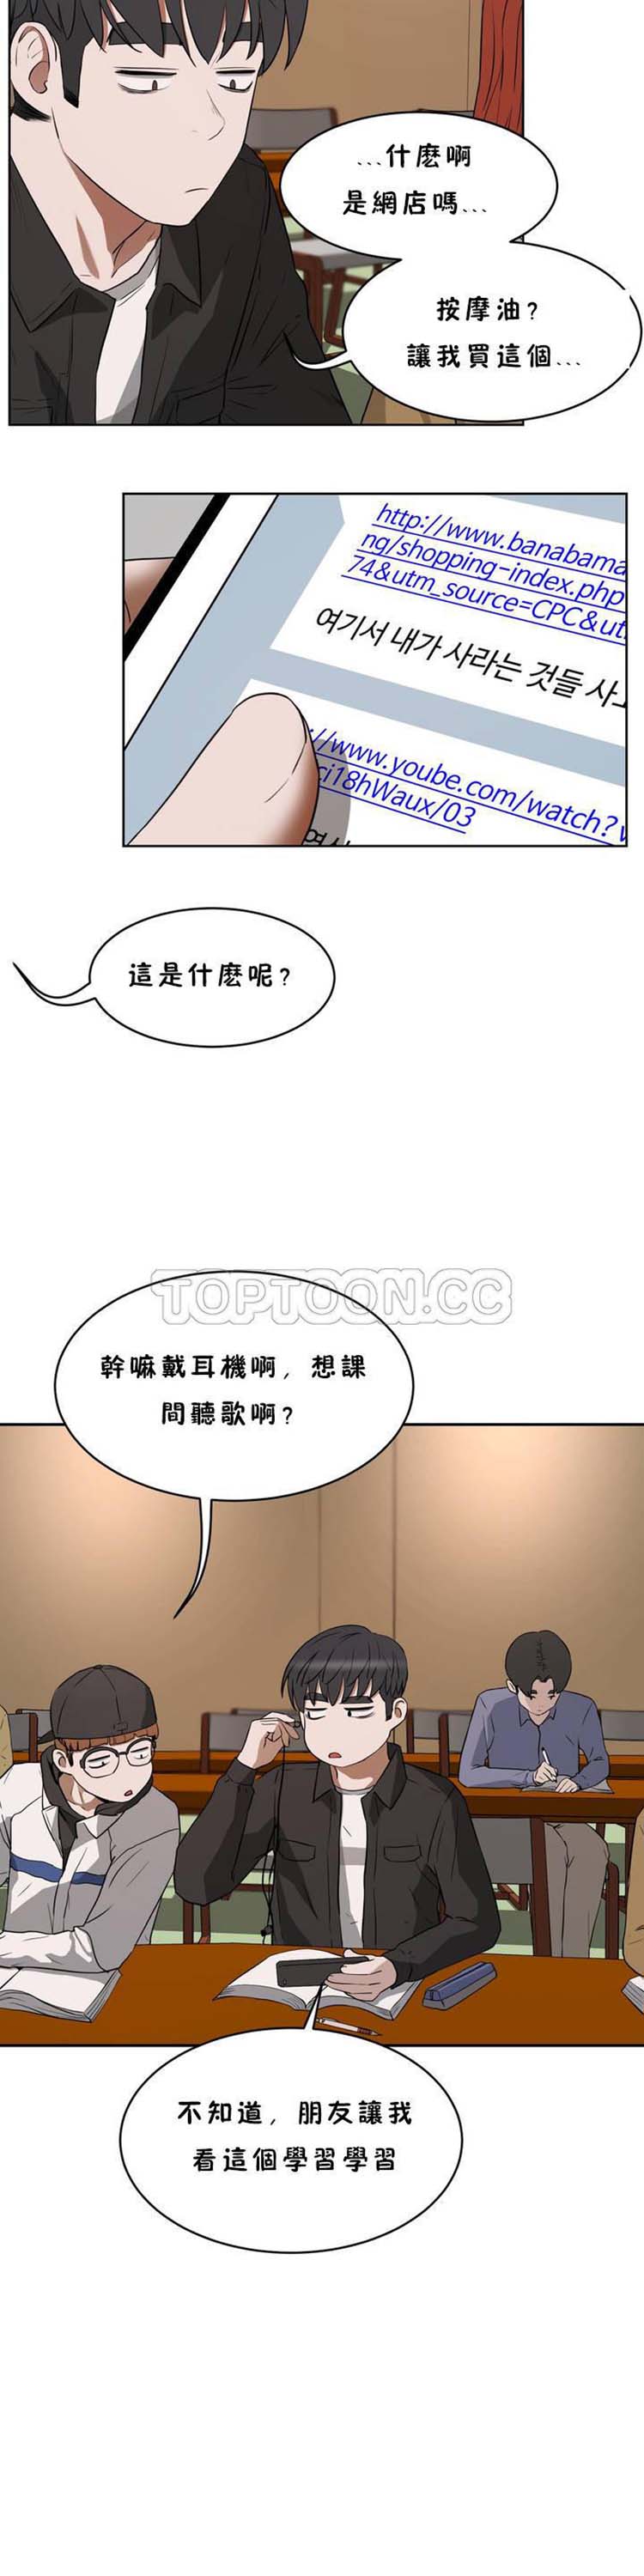 ...什麼啊
是網店嗎...
按摩油?
讓我買這個...
http://www.banabama
ng/shopping-index.php
74&utm_source=CPC&ut
여기서 내가 사라는 것들 사
//www.yoube.com/watch?v
ci18hWaux/03
這是什麼呢?
TOPTOON.CC
幹嘛戴耳機啊, 想課
間聽歌啊?
不知道, 朋友讓我
看這個學習學習